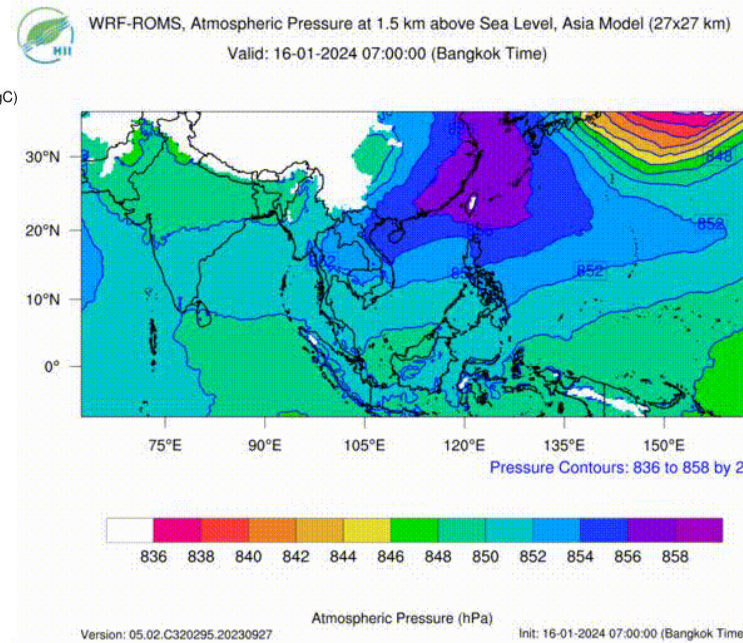 WRF-ROMS, Atmospheric Pressure at 1.5 km above Sea Level, Asia Model (27x27 km)
Valid: 16-01-2024 07:00:00 (Bangkok Time)
HII
gC)
30°N
20°N
10°N
0°
848
852
852
75°E 90°E 105°E 120°E 135°E 150°E
Pressure Contours: 836 to 858 by 2
836 838 840 842 844 846 848 850 852 854 856 858
Atmospheric Pressure (hPa)
Version: 05.02.C320295.20230927
Init: 16-01-2024 07:00:00 (Bangkok Time